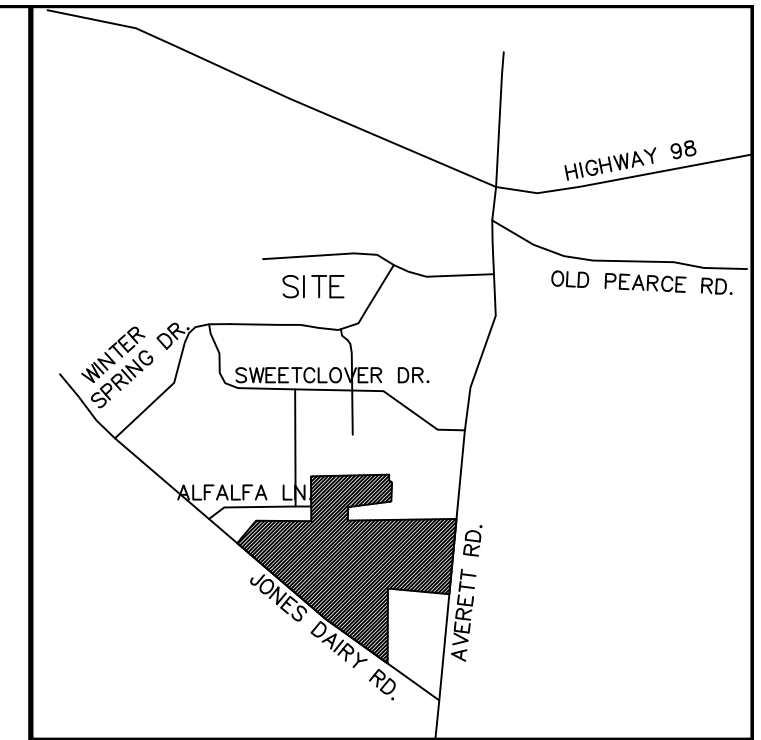 HIGHWAY 98
OLD PEARCE RD.
SITE
WINTER
SPRING DR.
SWEETCLOVER DR.
ALFALFA LN.
JONES DAIRY RD.
AVERETT RD.